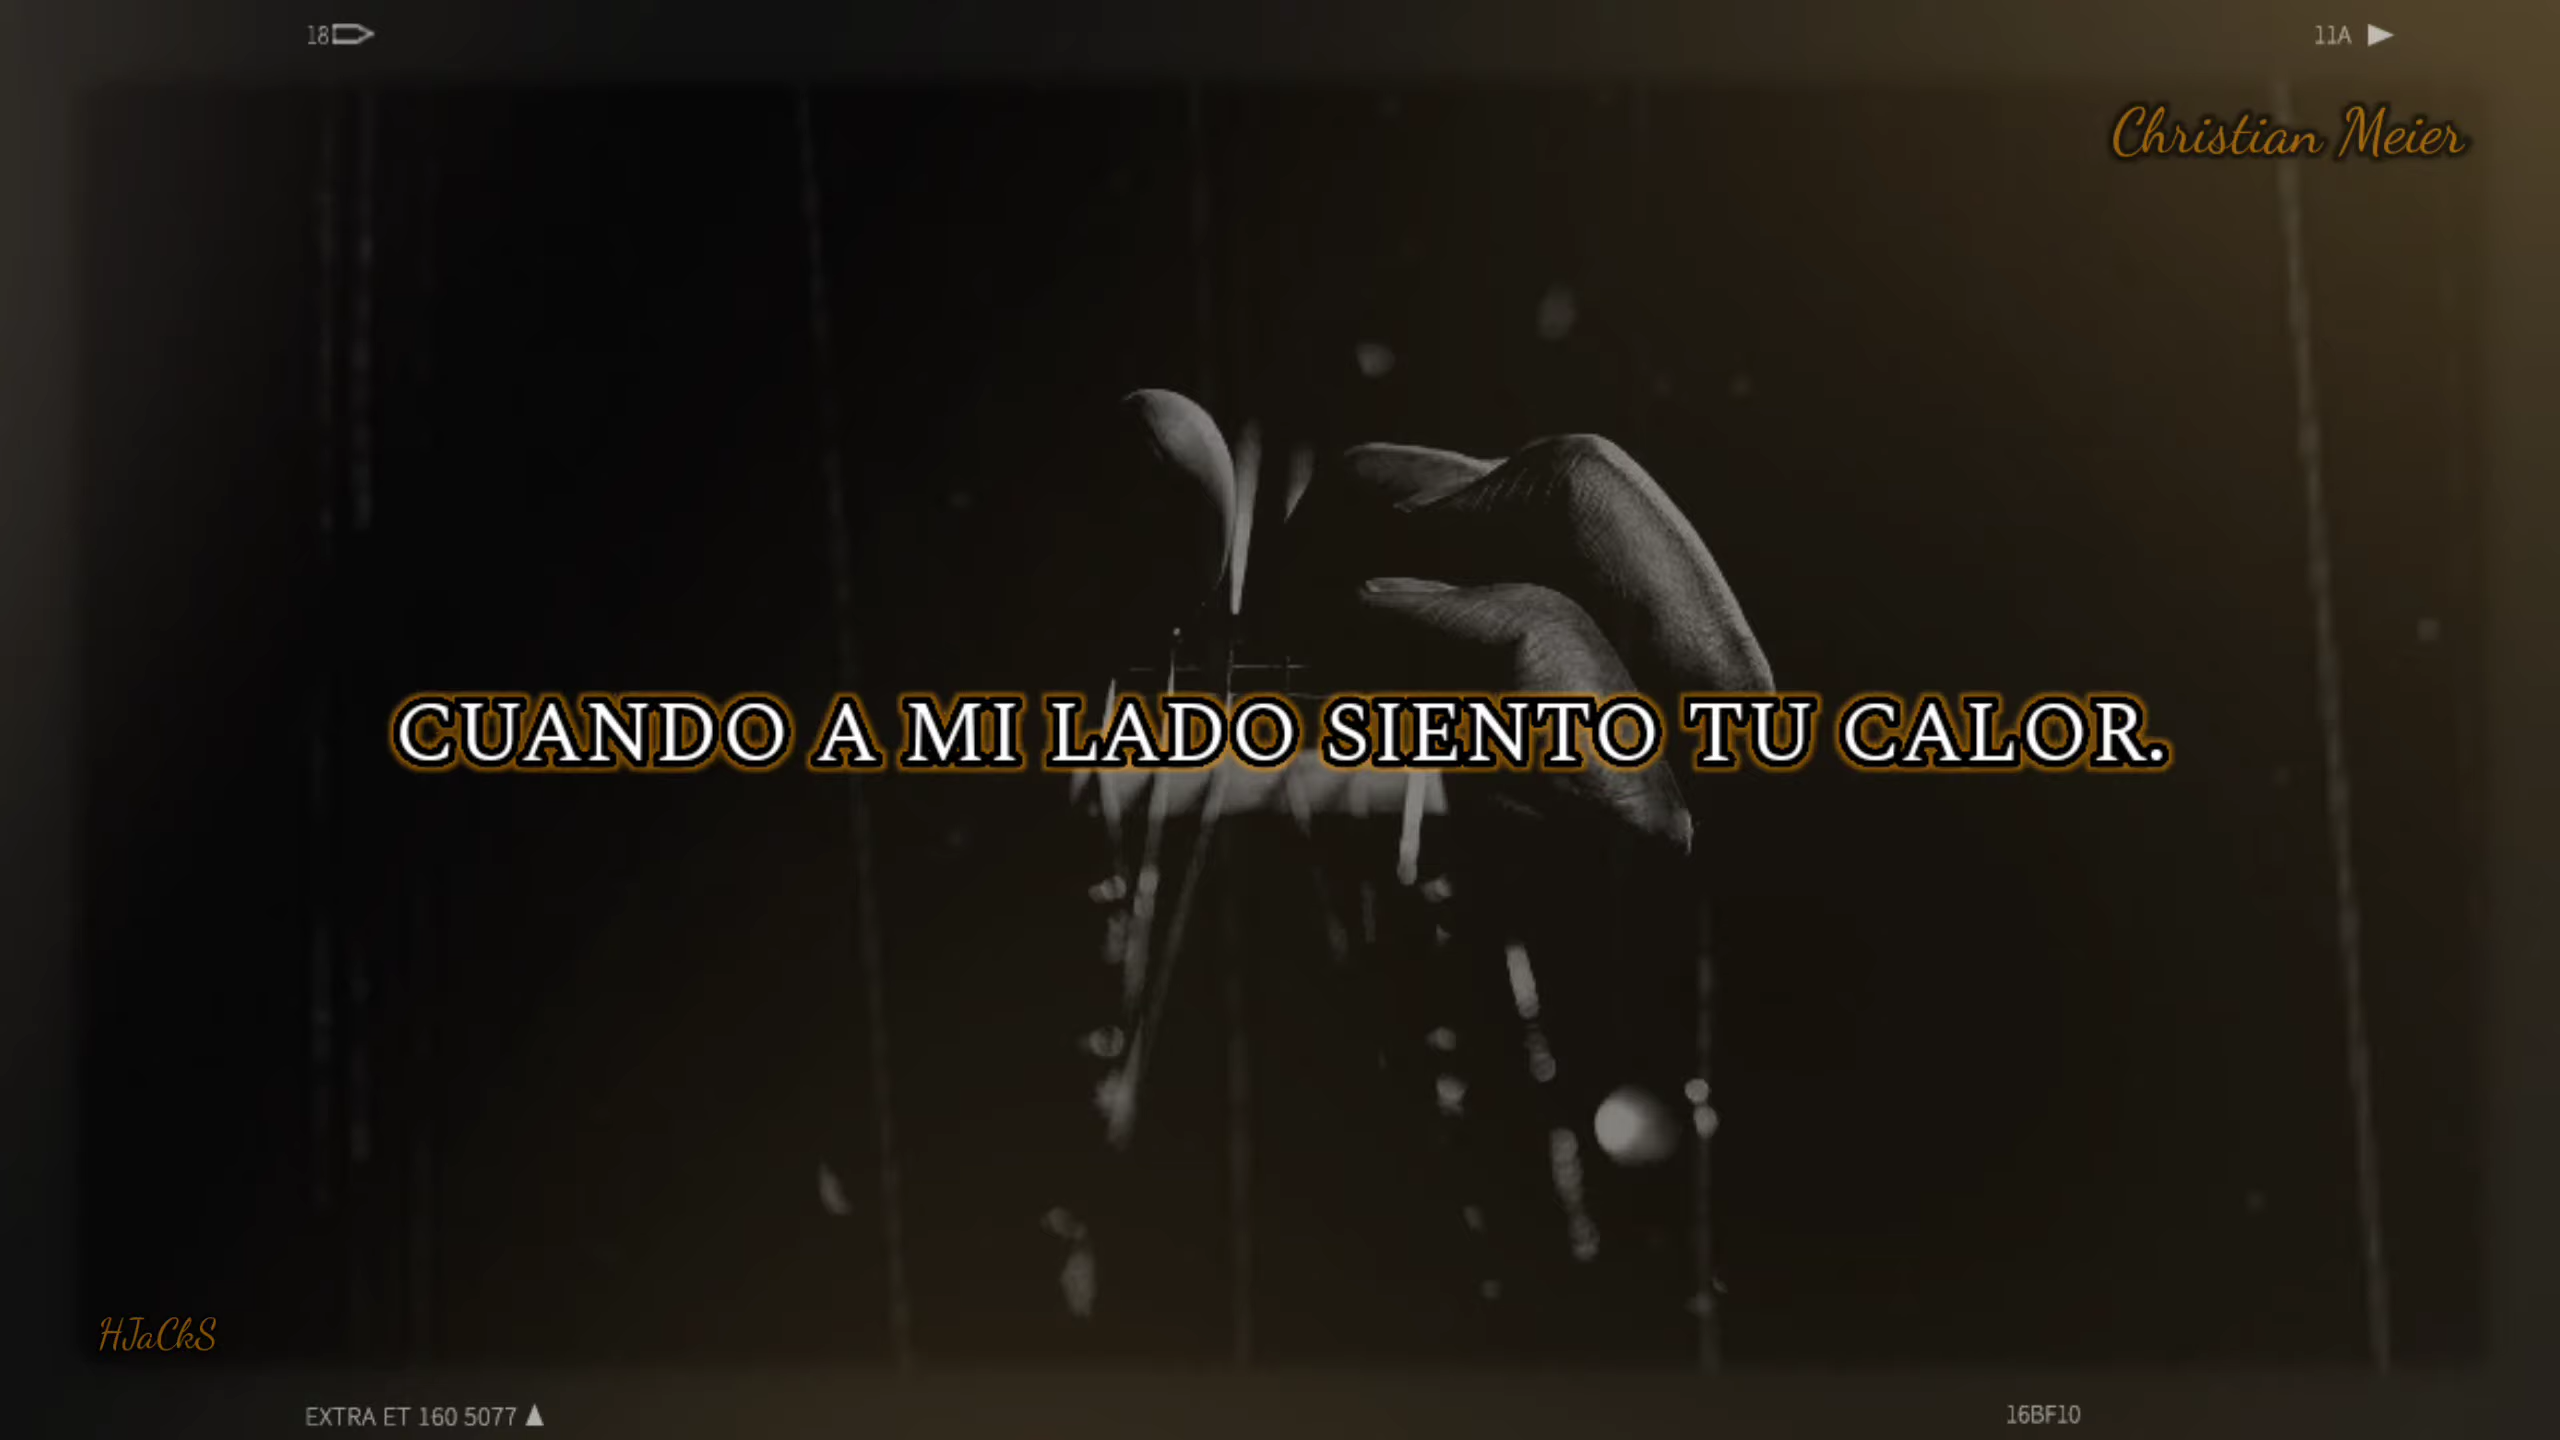 18
11A
Christian Meier
CUANDO A MI LADO SIENTO TU CALOR.
HJaCkS
EXTRA ET 160 5077
16BF10